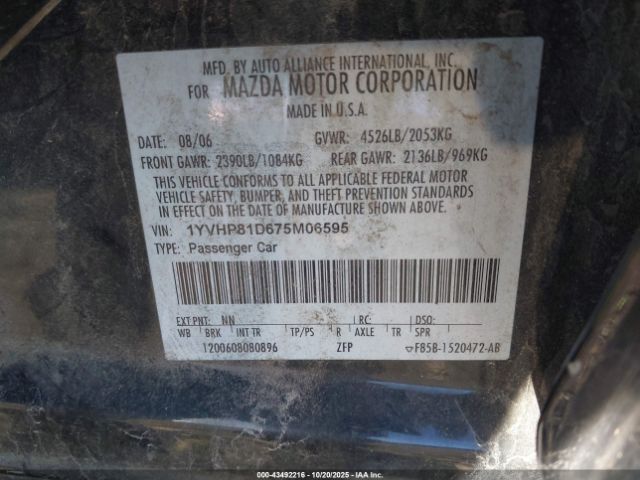 MFD. BY AUTO ALLIANCE INTERNATIONAL, INC.
FOR MAZDA MOTOR CORPORATION
MADE IN U.S.A.
DATE: 08/06 GVWR: 4526LB/2053KG
FRONT GAWR: 2390LB/1084KG REAR GAWR: 2136LB/969KG
THIS VEHICLE CONFORMS TO ALL APPLICABLE FEDERAL MOTOR
VEHICLE SAFETY, BUMPER, AND THEFT PREVENTION STANDARDS
IN EFFECT ON THE DATE OF MANUFACTURE SHOWN ABOVE.
VIN: 1YVHP81D675M06595
TYPE: Passenger Car
EXT PNT: NN RC: DSO:
WB BRK INT TR TP/PS R AXLE TR SPR
1200608080896 ZFP F85B-1520472-AB
00-43492216 - 10/20/2025 - IAA, Inc.